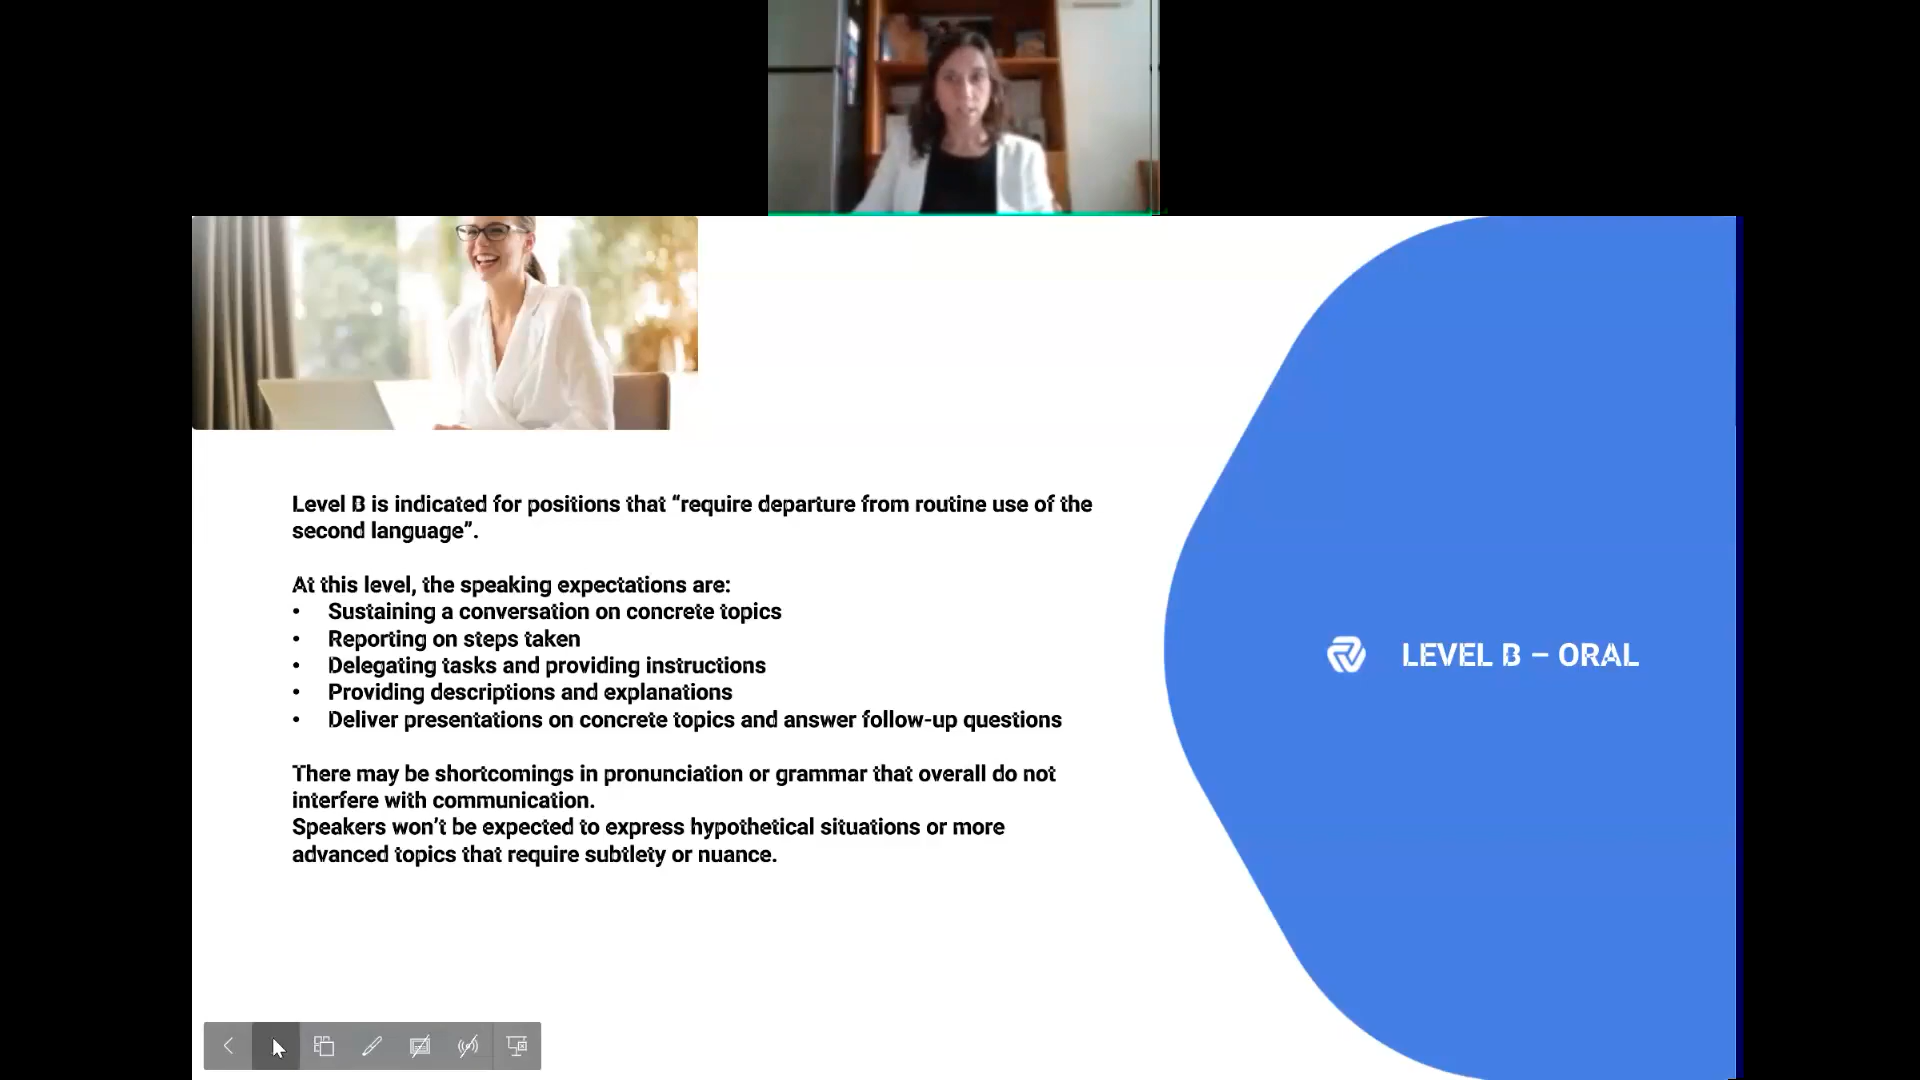 Level B is indicated for positions that “require departure from routine use of the
second language”.
At this level, the speaking expectations are:
• Sustaining a conversation on concrete topics
• Reporting on steps taken
• Delegating tasks and providing instructions
• Providing descriptions and explanations
• Deliver presentations on concrete topics and answer follow-up questions
There may be shortcomings in pronunciation or grammar that overall do not
interfere with communication.
Speakers won’t be expected to express hypothetical situations or more
advanced topics that require subtlety or nuance.
LEVEL B – ORAL